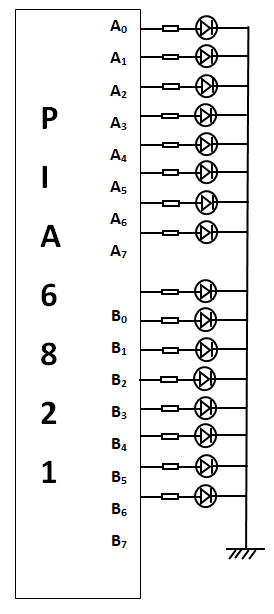 A₀
A₁
A₂
A₃
A₄
A₅
A₆
A₇
P
I
A
6
8
2
1
B₀
B₁
B₂
B₃
B₄
B₅
B₆
B₇